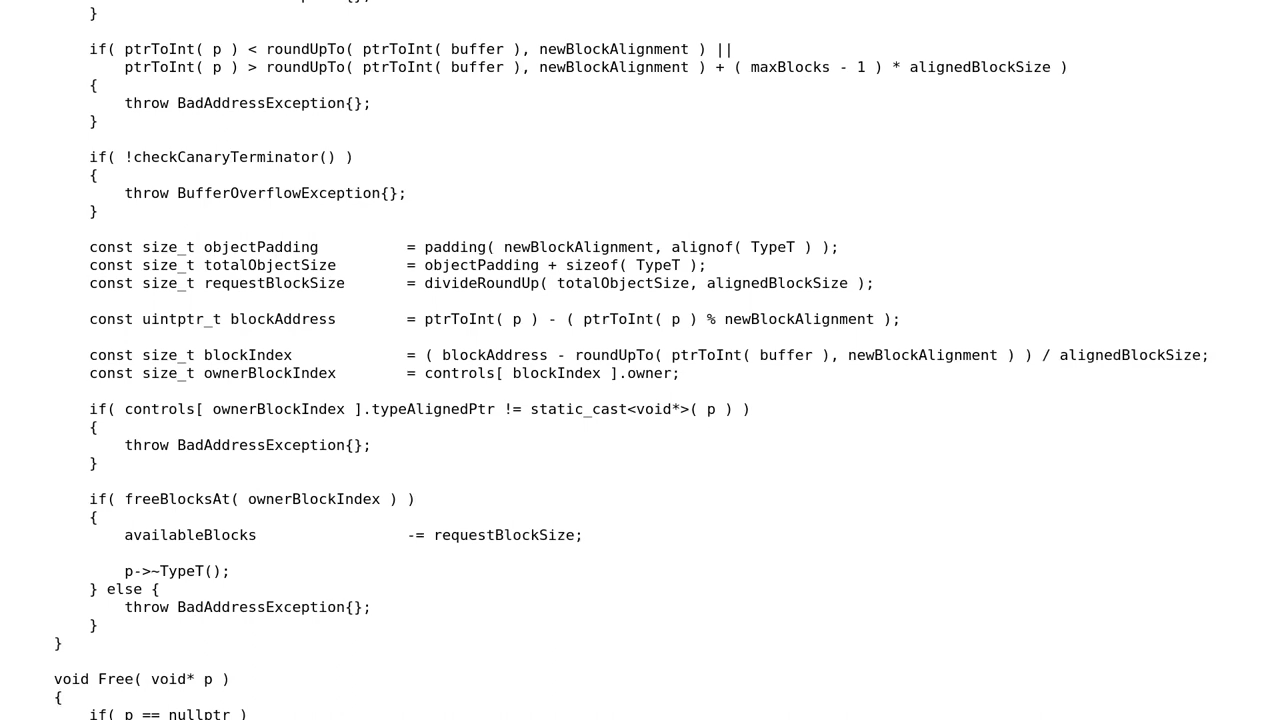 }
if( ptrToInt( p ) < roundUpTo( ptrToInt( buffer ), newBlockAlignment ) ||
ptrToInt( p ) > roundUpTo( ptrToInt( buffer ), newBlockAlignment ) + ( maxBlocks - 1 ) * alignedBlockSize )
{
throw BadAddressException{};
}
if( !checkCanaryTerminator() )
{
throw BufferOverflowException{};
}
const size_t objectPadding = padding( newBlockAlignment, alignof( TypeT ) );
const size_t totalObjectSize = objectPadding + sizeof( TypeT );
const size_t requestBlockSize = divideRoundUp( totalObjectSize, alignedBlockSize );
const uintptr_t blockAddress = ptrToInt( p ) - ( ptrToInt( p ) % newBlockAlignment );
const size_t blockIndex = ( blockAddress - roundUpTo( ptrToInt( buffer ), newBlockAlignment ) ) / alignedBlockSize;
const size_t ownerBlockIndex = controls[ blockIndex ].owner;
if( controls[ ownerBlockIndex ].typeAlignedPtr != static_cast<void*>( p ) )
{
throw BadAddressException{};
}
if( freeBlocksAt( ownerBlockIndex ) )
{
availableBlocks -= requestBlockSize;
p->~TypeT();
} else {
throw BadAddressException{};
}
}
void Free( void* p )
{
if( p == nullptr )